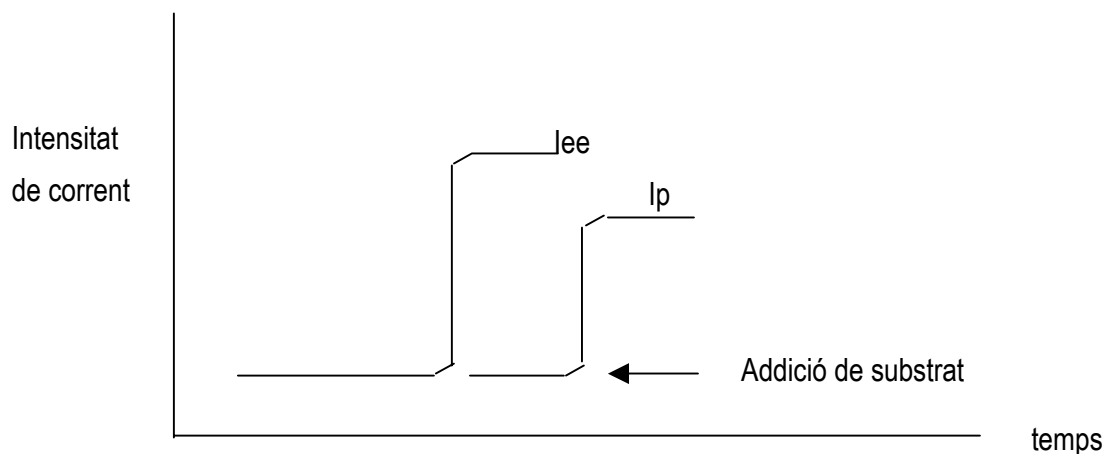 Intensitat
de corrent
Iee
Ip
Addició de substrat
temps